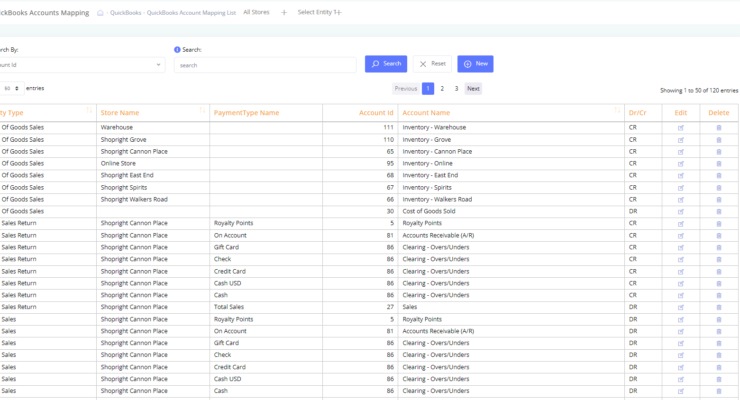 ckBooks Accounts Mapping - QuickBooks - QuickBooks Account Mapping List All Stores + Select Entity T+
rch By: Search:
unt Id search Search Reset New
50 entries Previous 1 2 3 Next Showing 1 to 50 of 120 entries
ty Type Store Name PaymentType Name Account id Account Name Dr/Cr Edit Delete
Of Goods Sales Warehouse 111 Inventory - Warehouse CR
Of Goods Sales Shopright Grove 110 Inventory - Grove CR
Of Goods Sales Shopright Cannon Place 65 Inventory - Cannon Place CR
Of Goods Sales Online Store 95 Inventory - Online CR
Of Goods Sales Shopright East End 68 Inventory - East End CR
Of Goods Sales Shopright Spirits 67 Inventory - Spirits CR
Of Goods Sales Shopright Walkers Road 66 Inventory - Walkers Road CR
Of Goods Sales 30 Cost of Goods Sold DR
Sales Return Shopright Cannon Place Royalty Points 5 Royalty Points CR
Sales Return Shopright Cannon Place On Account 81 Accounts Receivable (A/R) CR
Sales Return Shopright Cannon Place Gift Card 86 Clearing - Overs/Unders CR
Sales Return Shopright Cannon Place Check 86 Clearing - Overs/Unders CR
Sales Return Shopright Cannon Place Credit Card 86 Clearing - Overs/Unders CR
Sales Return Shopright Cannon Place Cash USD 86 Clearing - Overs/Unders CR
Sales Return Shopright Cannon Place Cash 86 Clearing - Overs/Unders CR
Sales Return Shopright Cannon Place Total Sales 27 Sales DR
Sales Shopright Cannon Place Royalty Points 5 Royalty Points DR
Sales Shopright Cannon Place On Account 81 Accounts Receivable (A/R) DR
Sales Shopright Cannon Place Gift Card 86 Clearing - Overs/Unders DR
Sales Shopright Cannon Place Check 86 Clearing - Overs/Unders DR
Sales Shopright Cannon Place Credit Card 86 Clearing - Overs/Unders DR
Sales Shopright Cannon Place Cash USD 86 Clearing - Overs/Unders DR
Sales Shopright Cannon Place Cash 86 Clearing - Overs/Unders DR